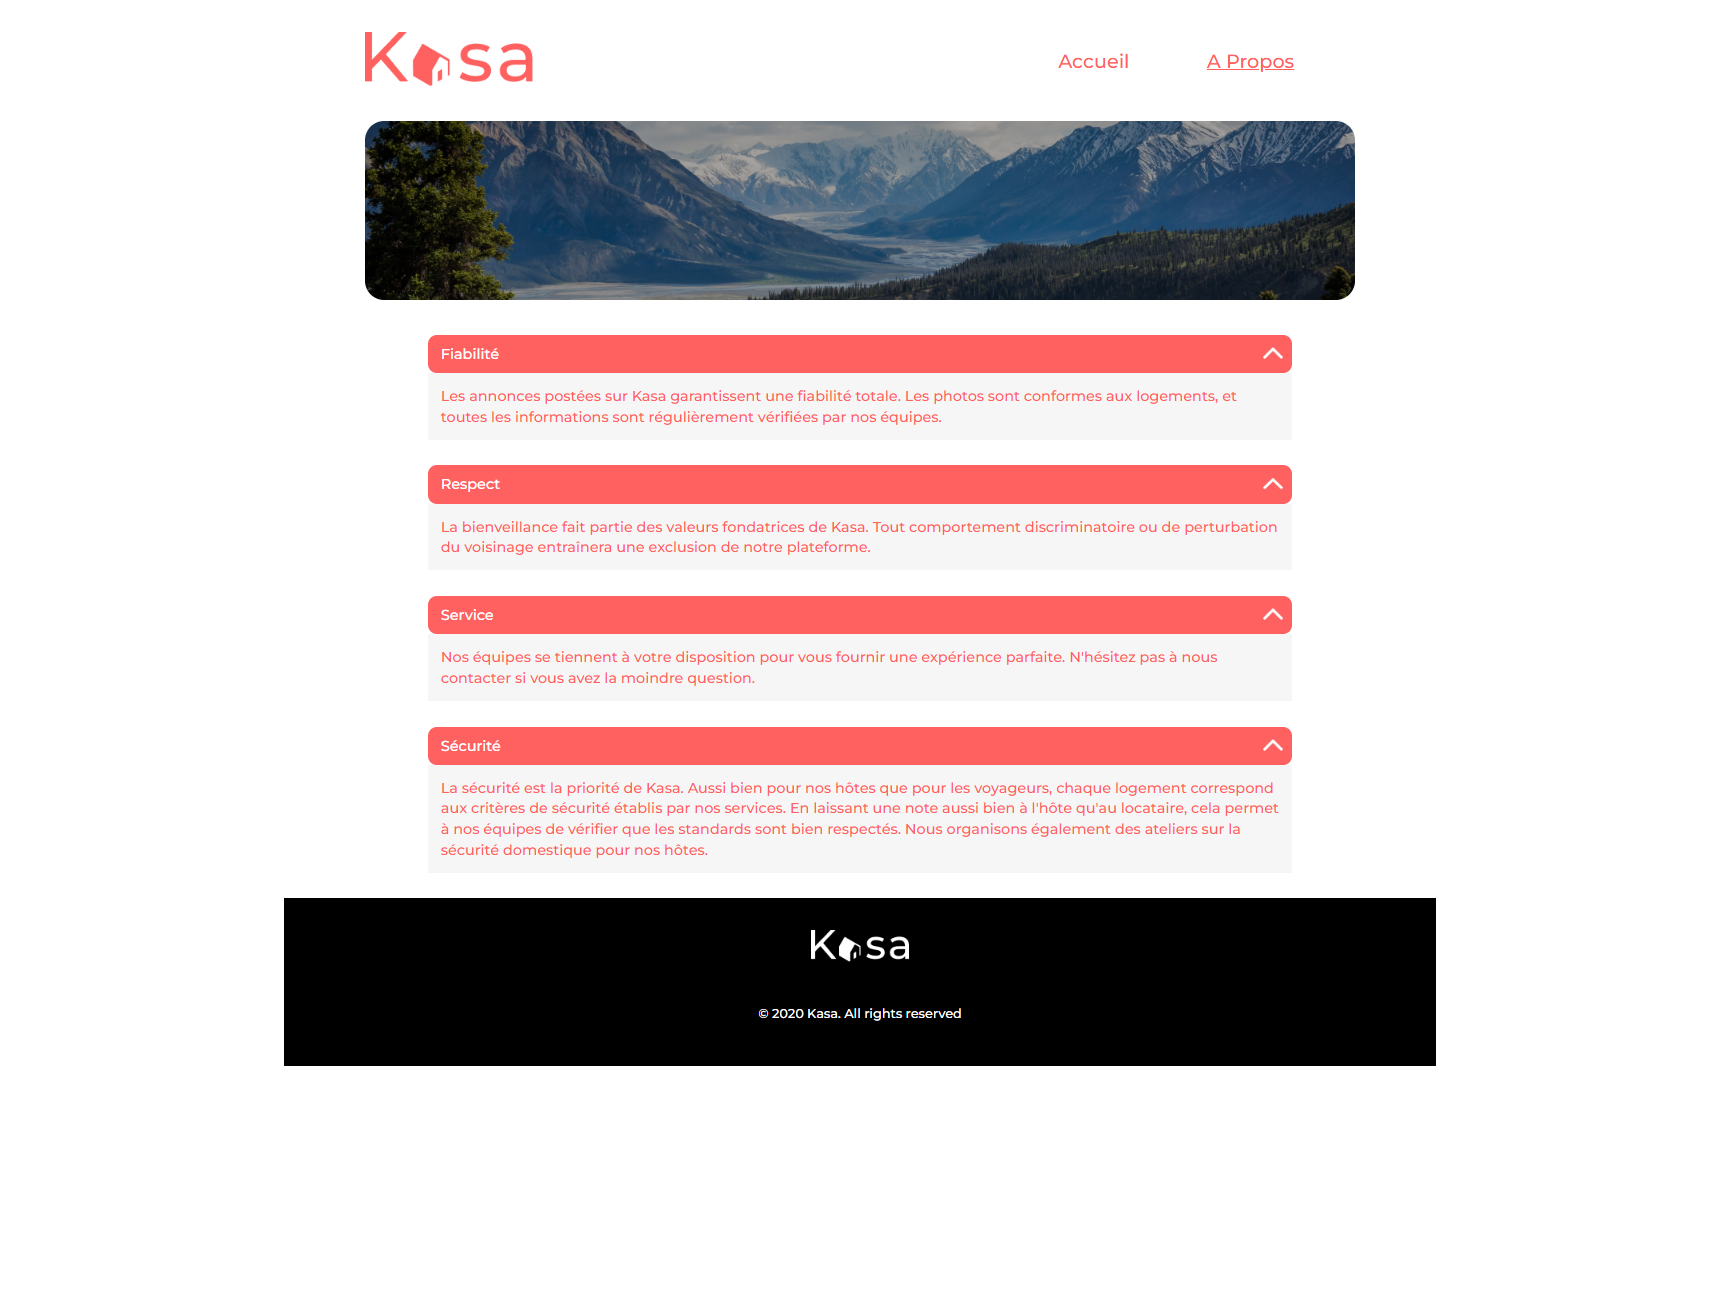 Kasa
Accueil
A Propos
Fiabilité
Les annonces postées sur Kasa garantissent une fiabilité totale. Les photos sont conformes aux logements, et
toutes les informations sont régulièrement vérifiées par nos équipes.
Respect
La bienveillance fait partie des valeurs fondatrices de Kasa. Tout comportement discriminatoire ou de perturbation
du voisinage entraînera une exclusion de notre plateforme.
Service
Nos équipes se tiennent à votre disposition pour vous fournir une expérience parfaite. N'hésitez pas à nous
contacter si vous avez la moindre question.
Sécurité
La sécurité est la priorité de Kasa. Aussi bien pour nos hôtes que pour les voyageurs, chaque logement correspond
aux critères de sécurité établis par nos services. En laissant une note aussi bien à l'hôte qu'au locataire, cela permet
à nos équipes de vérifier que les standards sont bien respectés. Nous organisons également des ateliers sur la
sécurité domestique pour nos hôtes.
Kasa
© 2020 Kasa. All rights reserved